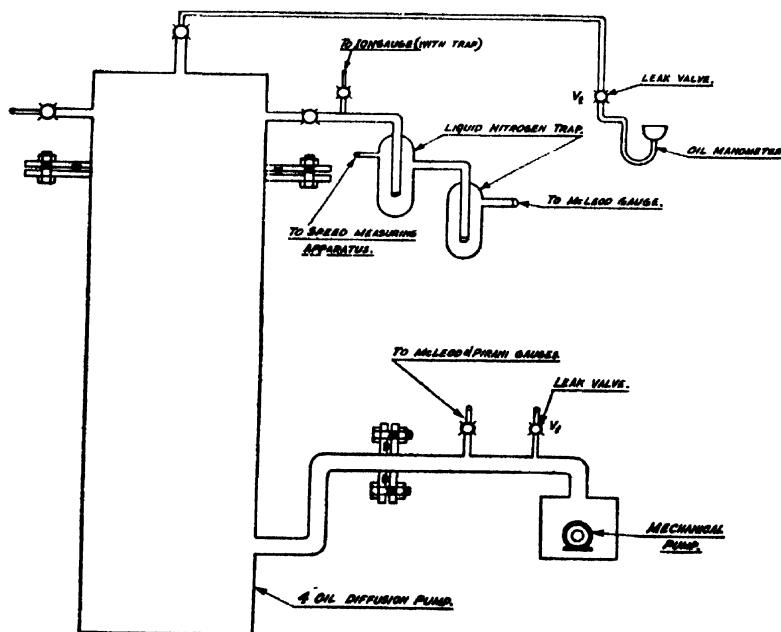 TO IONGAUGE (WITH TRAP)
LEAK VALVE.
V₂
LIQUID NITROGEN TRAP.
OIL MANOMETER
TO MCLEOD GAUGE.
TO SPEED MEASURING
APPARATUS.
TO MCLEOD & PIRANI GAUGES
LEAK VALVE.
V₁
MECHANICAL
PUMP.
4" OIL DIFFUSION PUMP.